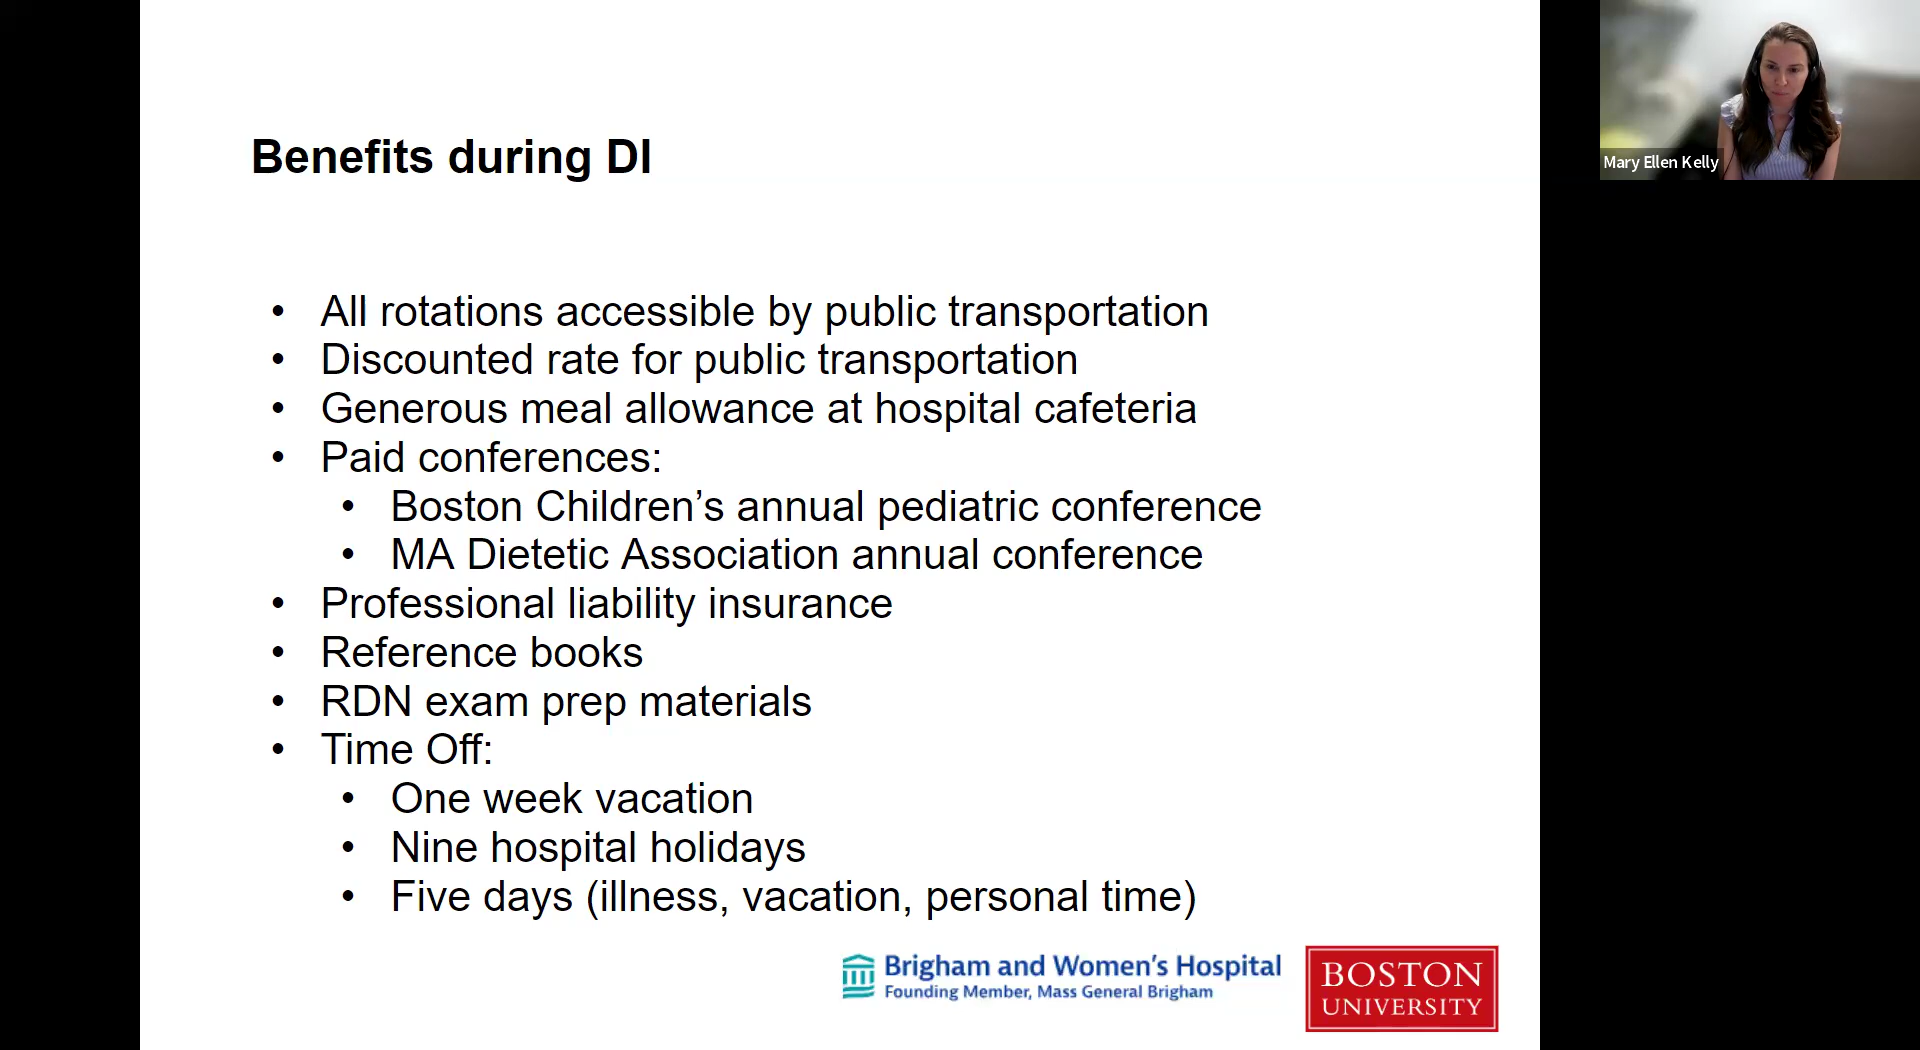 Benefits during DI
• All rotations accessible by public transportation
• Discounted rate for public transportation
• Generous meal allowance at hospital cafeteria
• Paid conferences:
• Boston Children’s annual pediatric conference
• MA Dietetic Association annual conference
• Professional liability insurance
• Reference books
• RDN exam prep materials
• Time Off:
• One week vacation
• Nine hospital holidays
• Five days (illness, vacation, personal time)
Brigham and Women’s Hospital
Founding Member, Mass General Brigham
BOSTON
UNIVERSITY
Mary Ellen Kelly